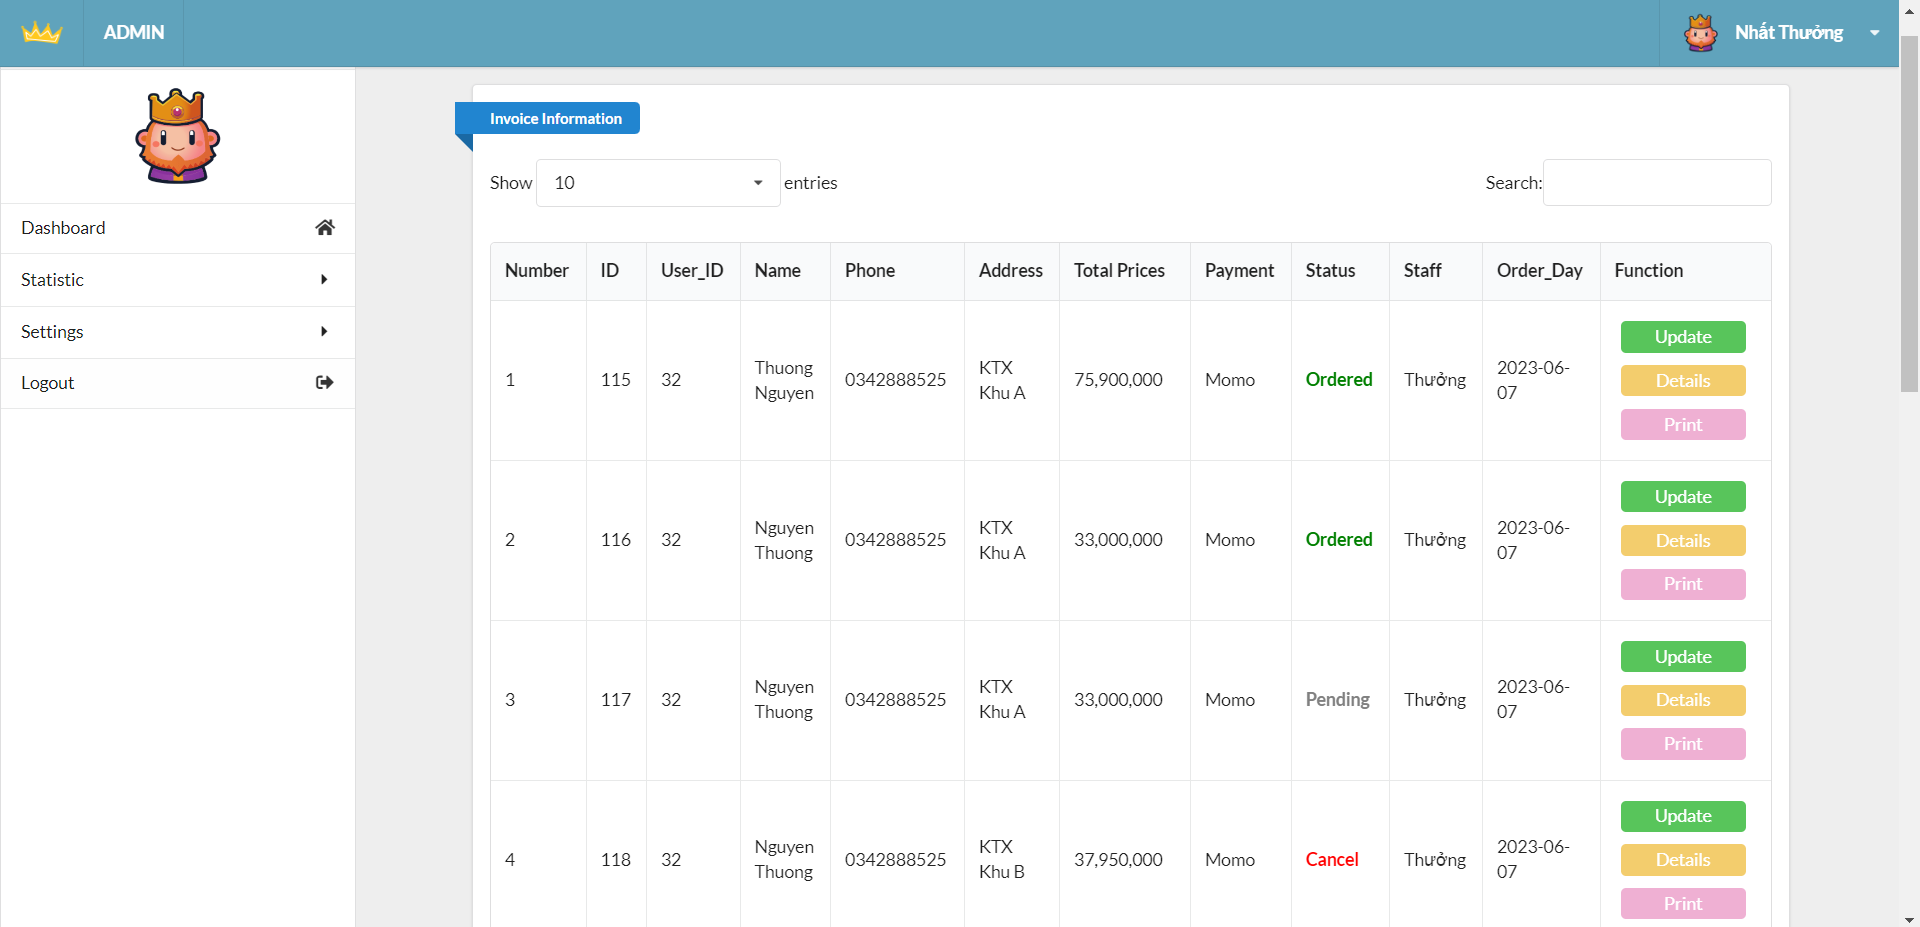 ADMIN
Nhất Thưởng
Dashboard
Statistic
Settings
Logout
Invoice Information
Show 10 entries
Search:
Number ID User_ID Name Phone Address Total Prices Payment Status Staff Order_Day Function
1 115 32 Thuong Nguyen 0342888525 KTX Khu A 75,900,000 Momo Ordered Thưởng 2023-06-07 Update Details Print
2 116 32 Nguyen Thuong 0342888525 KTX Khu A 33,000,000 Momo Ordered Thưởng 2023-06-07 Update Details Print
3 117 32 Nguyen Thuong 0342888525 KTX Khu A 33,000,000 Momo Pending Thưởng 2023-06-07 Update Details Print
4 118 32 Nguyen Thuong 0342888525 KTX Khu B 37,950,000 Momo Cancel Thưởng 2023-06-07 Update Details Print